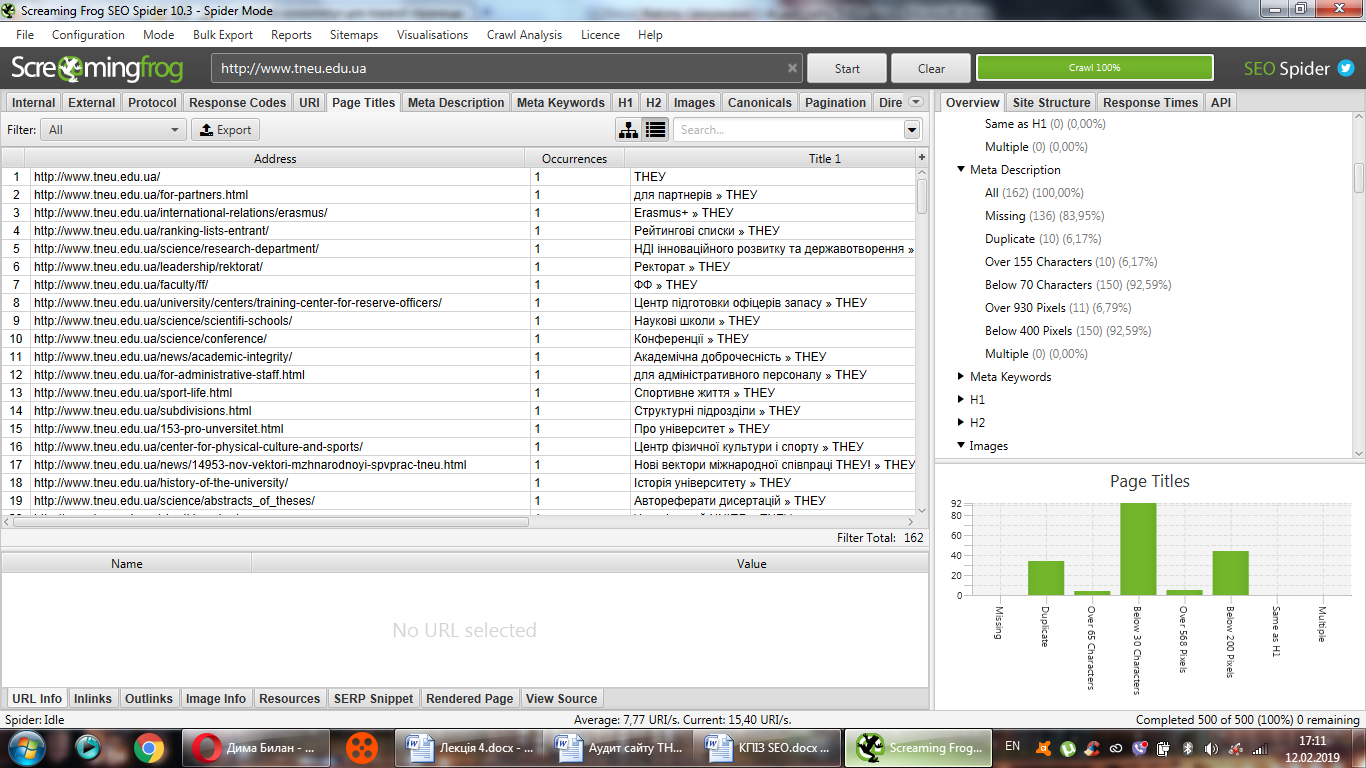 Screaming Frog SEO Spider 10.3 - Spider Mode
File Configuration Mode Bulk Export Reports Sitemaps Visualisations Crawl Analysis Licence Help
Screamingfrog http://www.tneu.edu.ua Start Clear Crawl 100% SEO Spider
Internal External Protocol Response Codes URI Page Titles Meta Description Meta Keywords H1 H2 Images Canonicals Pagination Dire
Filter: All Export Search...
Address Occurrences Title 1
1 http://www.tneu.edu.ua/ 1 ТНЕУ
2 http://www.tneu.edu.ua/for-partners.html 1 для партнерів » ТНЕУ
3 http://www.tneu.edu.ua/international-relations/erasmus/ 1 Erasmus+ » ТНЕУ
4 http://www.tneu.edu.ua/ranking-lists-entrant/ 1 Рейтингові списки » ТНЕУ
5 http://www.tneu.edu.ua/science/research-department/ 1 НДІ інноваційного розвитку та державотворення »
6 http://www.tneu.edu.ua/leadership/rektorat/ 1 Ректорат » ТНЕУ
7 http://www.tneu.edu.ua/faculty/ff/ 1 ФФ » ТНЕУ
8 http://www.tneu.edu.ua/university/centers/training-center-for-reserve-officers/ 1 Центр підготовки офіцерів запасу » ТНЕУ
9 http://www.tneu.edu.ua/science/scientifi-schools/ 1 Наукові школи » ТНЕУ
10 http://www.tneu.edu.ua/science/conference/ 1 Конференції » ТНЕУ
11 http://www.tneu.edu.ua/news/academic-integrity/ 1 Академічна доброчесність » ТНЕУ
12 http://www.tneu.edu.ua/for-administrative-staff.html 1 для адміністративного персоналу » ТНЕУ
13 http://www.tneu.edu.ua/sport-life.html 1 Спортивне життя » ТНЕУ
14 http://www.tneu.edu.ua/subdivisions.html 1 Структурні підрозділи » ТНЕУ
15 http://www.tneu.edu.ua/153-pro-unversitet.html 1 Про університет » ТНЕУ
16 http://www.tneu.edu.ua/center-for-physical-culture-and-sports/ 1 Центр фізичної культури і спорту » ТНЕУ
17 http://www.tneu.edu.ua/news/14953-nov-vektori-mzhnarodnoyi-spvprac-tneu.html 1 Нові вектори міжнародної співпраці ТНЕУ! » ТНЕУ
18 http://www.tneu.edu.ua/history-of-the-university/ 1 Історія університету » ТНЕУ
19 http://www.tneu.edu.ua/science/abstracts_of_theses/ 1 Автореферати дисертацій » ТНЕУ
Filter Total: 162
Name Value
No URL selected
URL Info Inlinks Outlinks Image Info Resources SERP Snippet Rendered Page View Source
Overview Site Structure Response Times API
Same as H1 (0) (0,00%)
Multiple (0) (0,00%)
Meta Description
All (162) (100,00%)
Missing (136) (83,95%)
Duplicate (10) (6,17%)
Over 155 Characters (10) (6,17%)
Below 70 Characters (150) (92,59%)
Over 930 Pixels (11) (6,79%)
Below 400 Pixels (150) (92,59%)
Multiple (0) (0,00%)
Meta Keywords
H1
H2
Images
Page Titles
92
80
60
40
20
0
Missing
Duplicate
Over 65 Characters
Below 30 Characters
Over 568 Pixels
Below 200 Pixels
Same as H1
Multiple
Spider: Idle Average: 7,77 URI/s. Current: 15,40 URI/s. Completed 500 of 500 (100%) 0 remaining
Дима Билан - ... Лекція 4.docx - ... Аудит сайту ТН... КПІЗ SEO.docx ... Screaming Frog... EN 17:11
12.02.2019